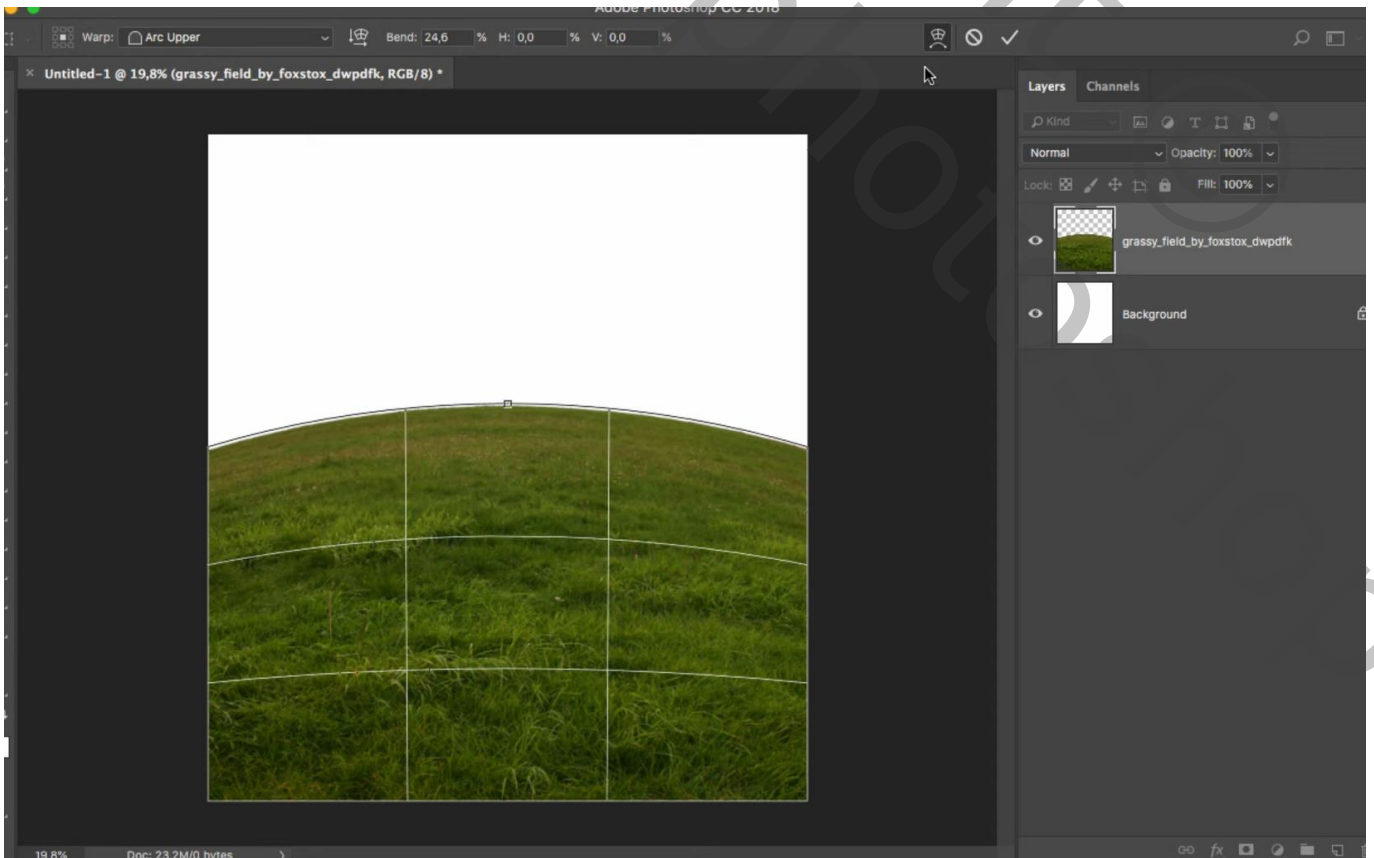 Adobe Photoshop CC 2018
Warp: Arc Upper Bend: 24,6 % H: 0,0 % V: 0,0 %
× Untitled-1 @ 19,8% (grassy_field_by_foxstox_dwpdfk, RGB/8) *
Layers Channels
Kind T
Normal Opacity: 100%
Lock: Fill: 100%
grassy_field_by_foxstox_dwpdfk
Background
19,8% Doc: 23,2M/0 bytes
fx